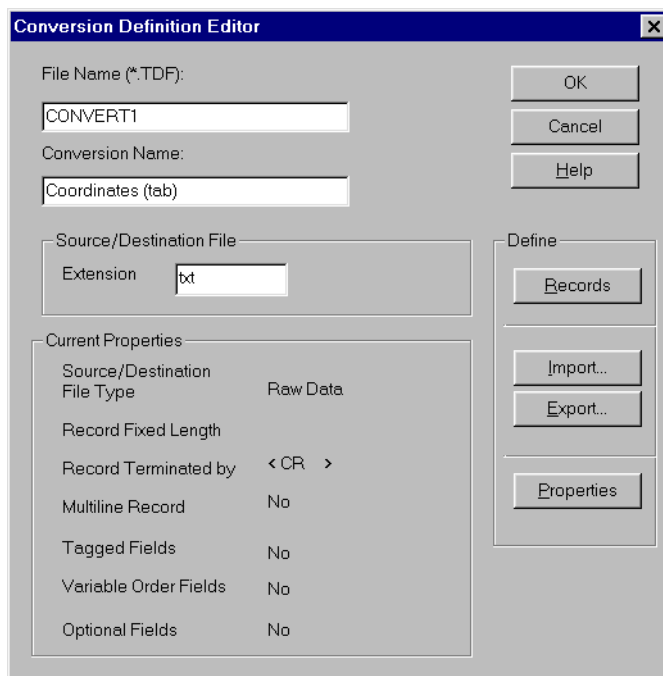 Conversion Definition Editor
File Name (*.TDF):
CONVERT1
Conversion Name:
Coordinates (tab)
OK
Cancel
Help
Source/Destination File
Extension txt
Define
Records
Import...
Export...
Properties
Current Properties
Source/Destination
File Type Raw Data
Record Fixed Length
Record Terminated by < CR >
Multiline Record No
Tagged Fields No
Variable Order Fields No
Optional Fields No